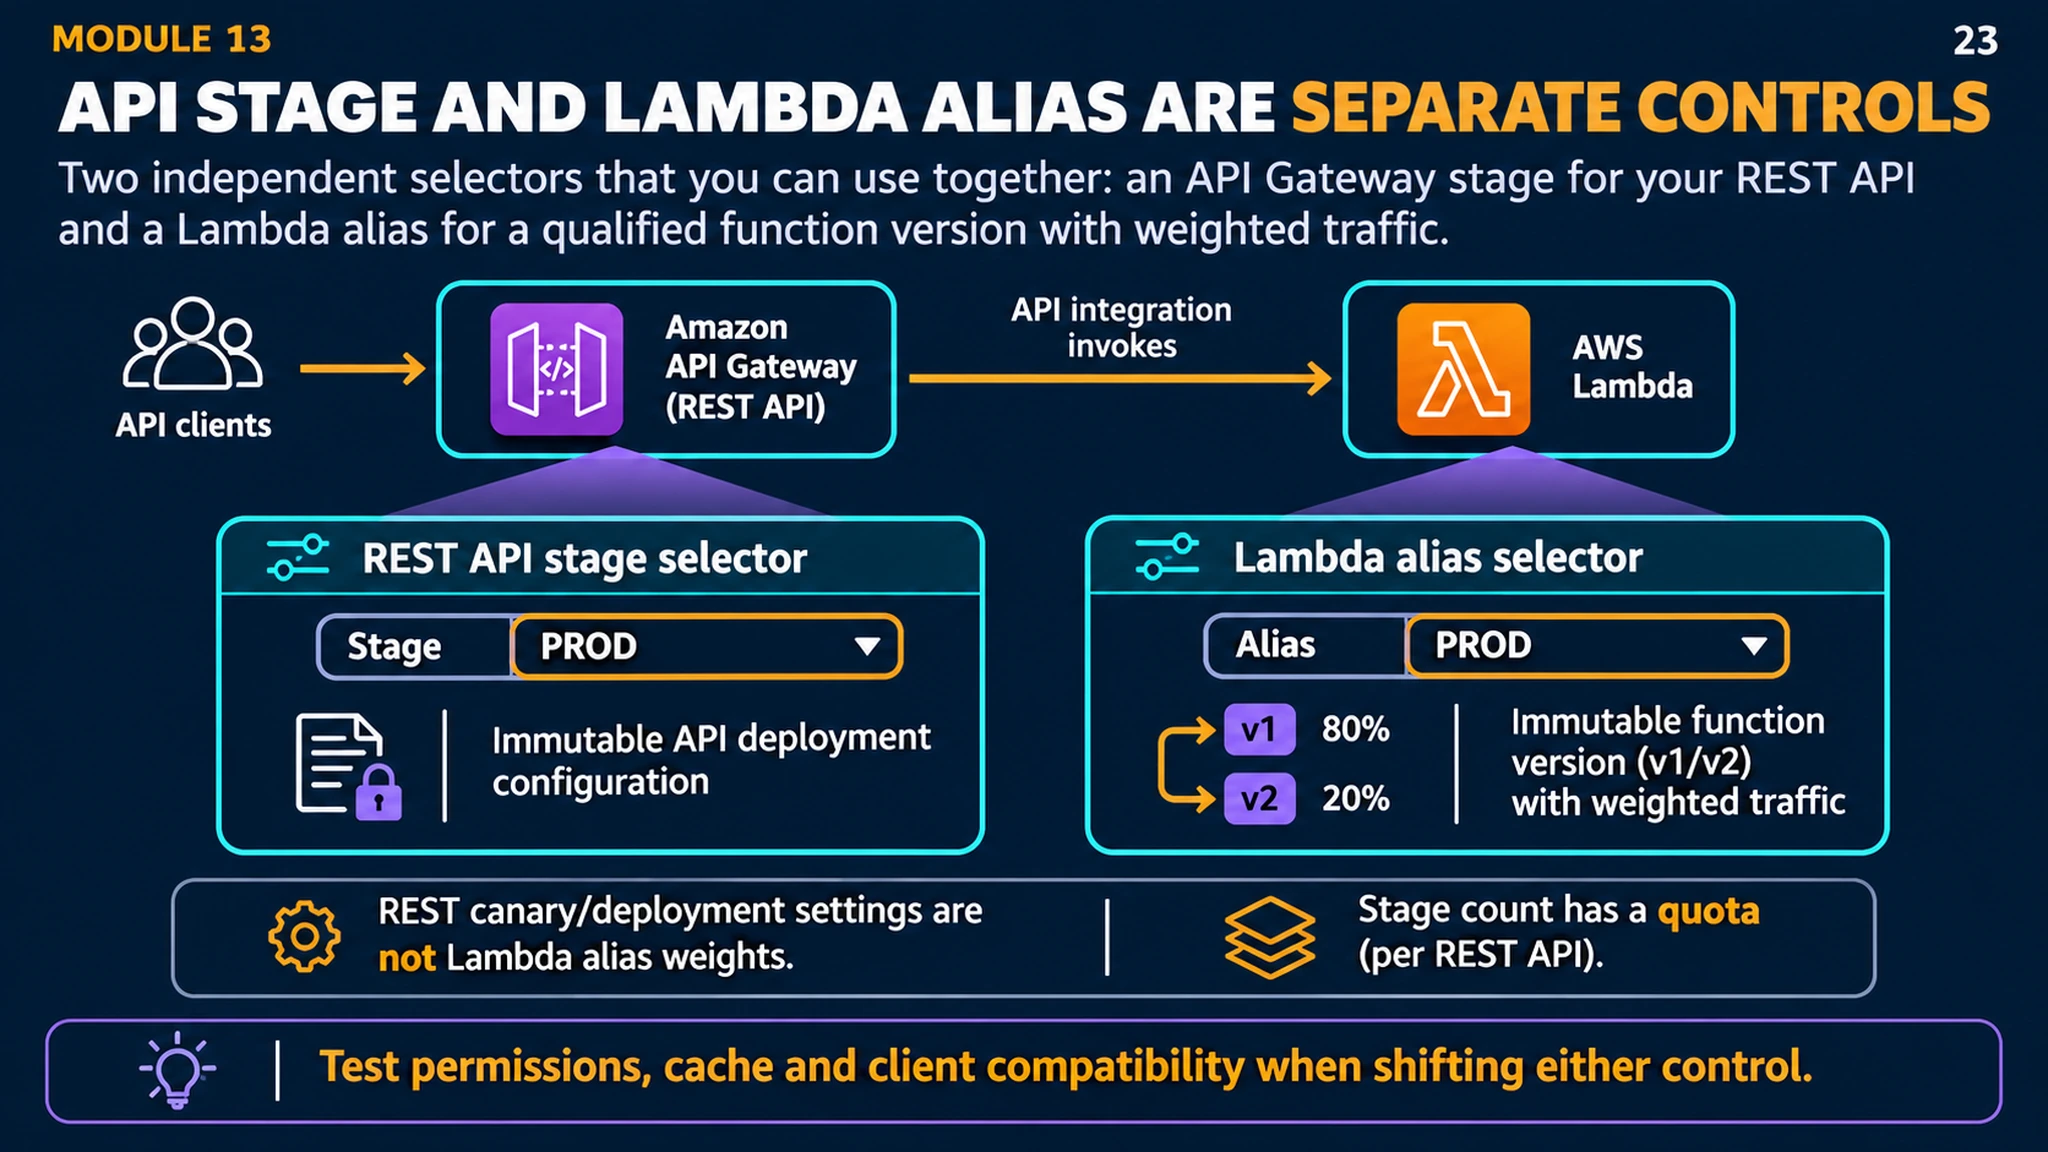 MODULE 13
23
API STAGE AND LAMBDA ALIAS ARE SEPARATE CONTROLS
Two independent selectors that you can use together: an API Gateway stage for your REST API
and a Lambda alias for a qualified function version with weighted traffic.
API clients
</>
Amazon
API Gateway
(REST API)
API integration
invokes
AWS
Lambda
REST API stage selector
Stage
PROD
Immutable API deployment
configuration
Lambda alias selector
Alias
PROD
v1 80%
v2 20%
Immutable function
version (v1/v2)
with weighted traffic
REST canary/deployment settings are
not Lambda alias weights.
Stage count has a quota
(per REST API).
Test permissions, cache and client compatibility when shifting either control.